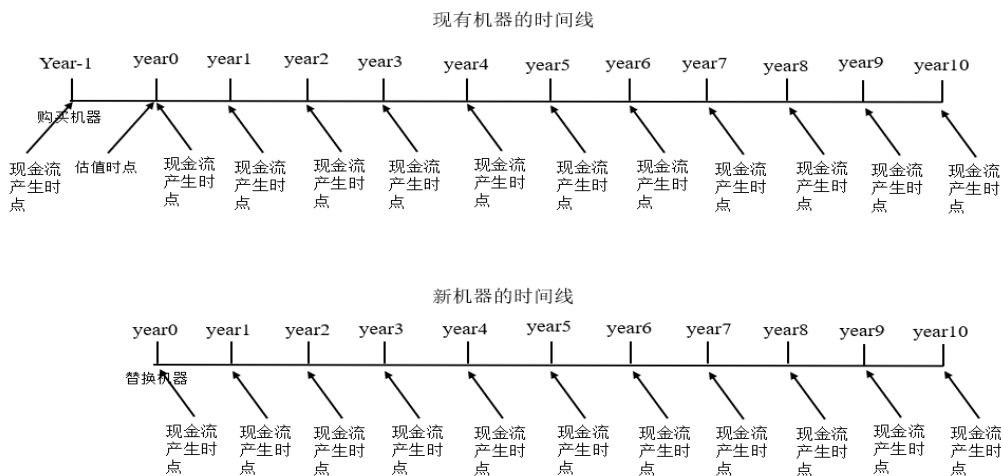 现有机器的时间线
Year-1 year0 year1 year2 year3 year4 year5 year6 year7 year8 year9 year10
购买机器
现金流产生时点
估值时点
现金流产生时点
现金流产生时点
现金流产生时点
现金流产生时点
现金流产生时点
现金流产生时点
现金流产生时点
现金流产生时点
现金流产生时点
现金流产生时点
现金流产生时点
新机器的时间线
year0 year1 year2 year3 year4 year5 year6 year7 year8 year9 year10
替换机器
现金流产生时点
现金流产生时点
现金流产生时点
现金流产生时点
现金流产生时点
现金流产生时点
现金流产生时点
现金流产生时点
现金流产生时点
现金流产生时点
现金流产生时点